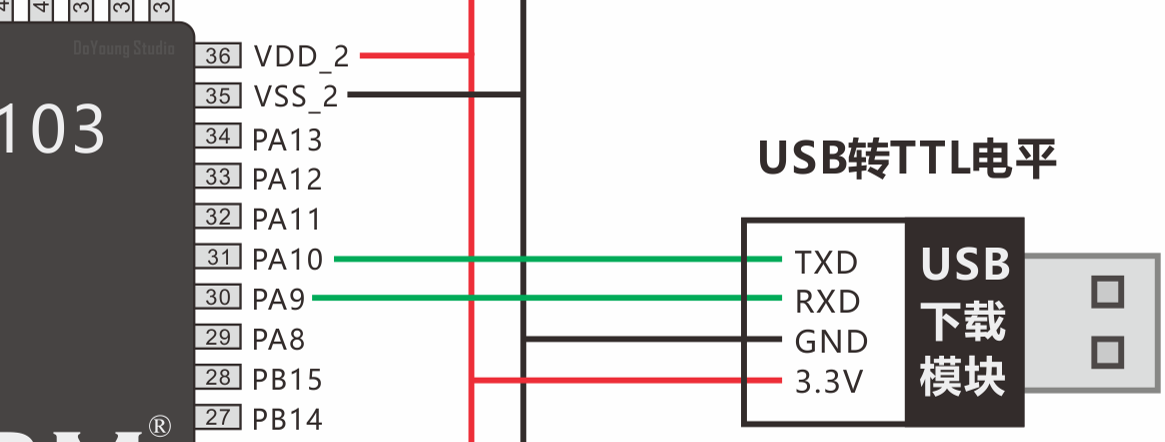 DaYoung Studio
103
36 VDD_2
35 VSS_2
34 PA13
33 PA12
32 PA11
31 PA10
30 PA9
29 PA8
28 PB15
27 PB14
®
USB转TTL电平
TXD
RXD
GND
3.3V
USB
下载
模块